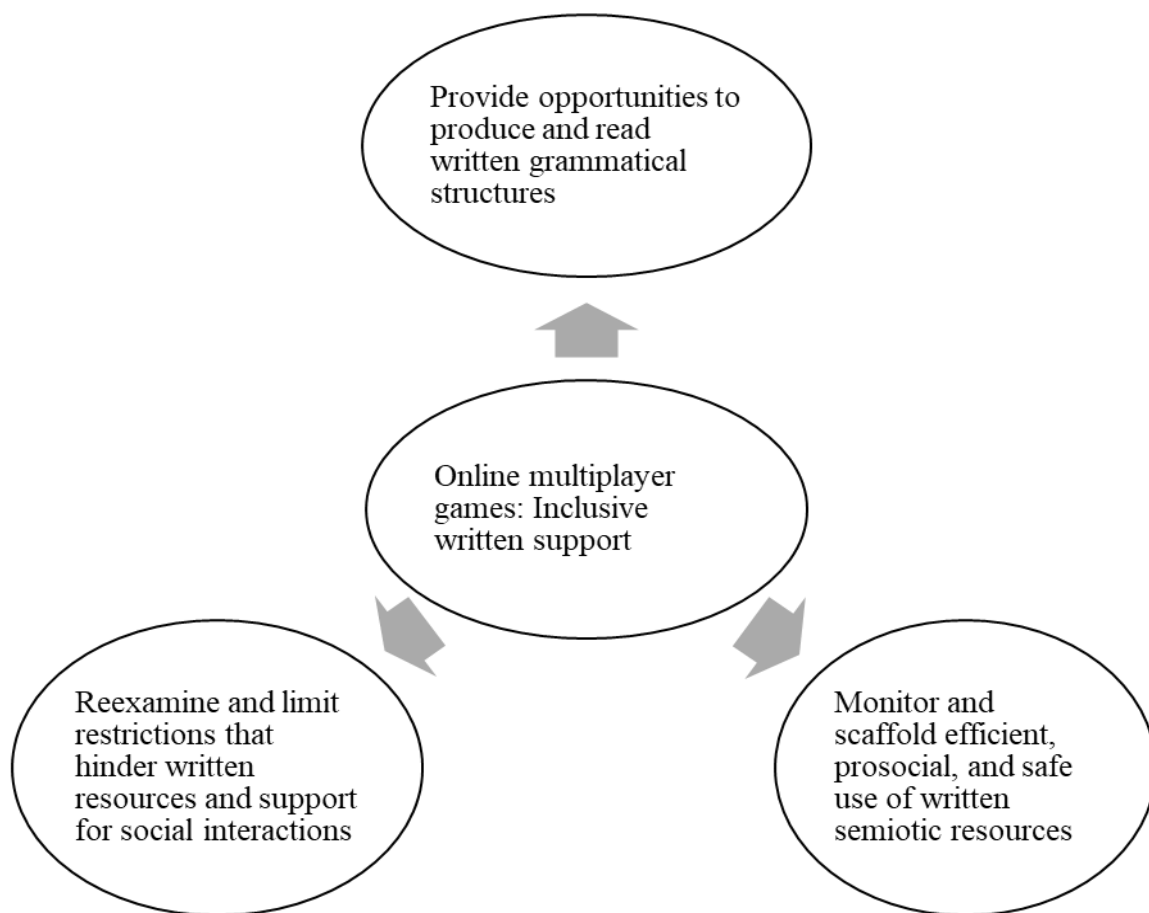 Provide opportunities to
produce and read
written grammatical
structures
Online multiplayer
games: Inclusive
written support
Reexamine and limit
restrictions that
hinder written
resources and support
for social interactions
Monitor and
scaffold efficient,
prosocial, and safe
use of written
semiotic resources